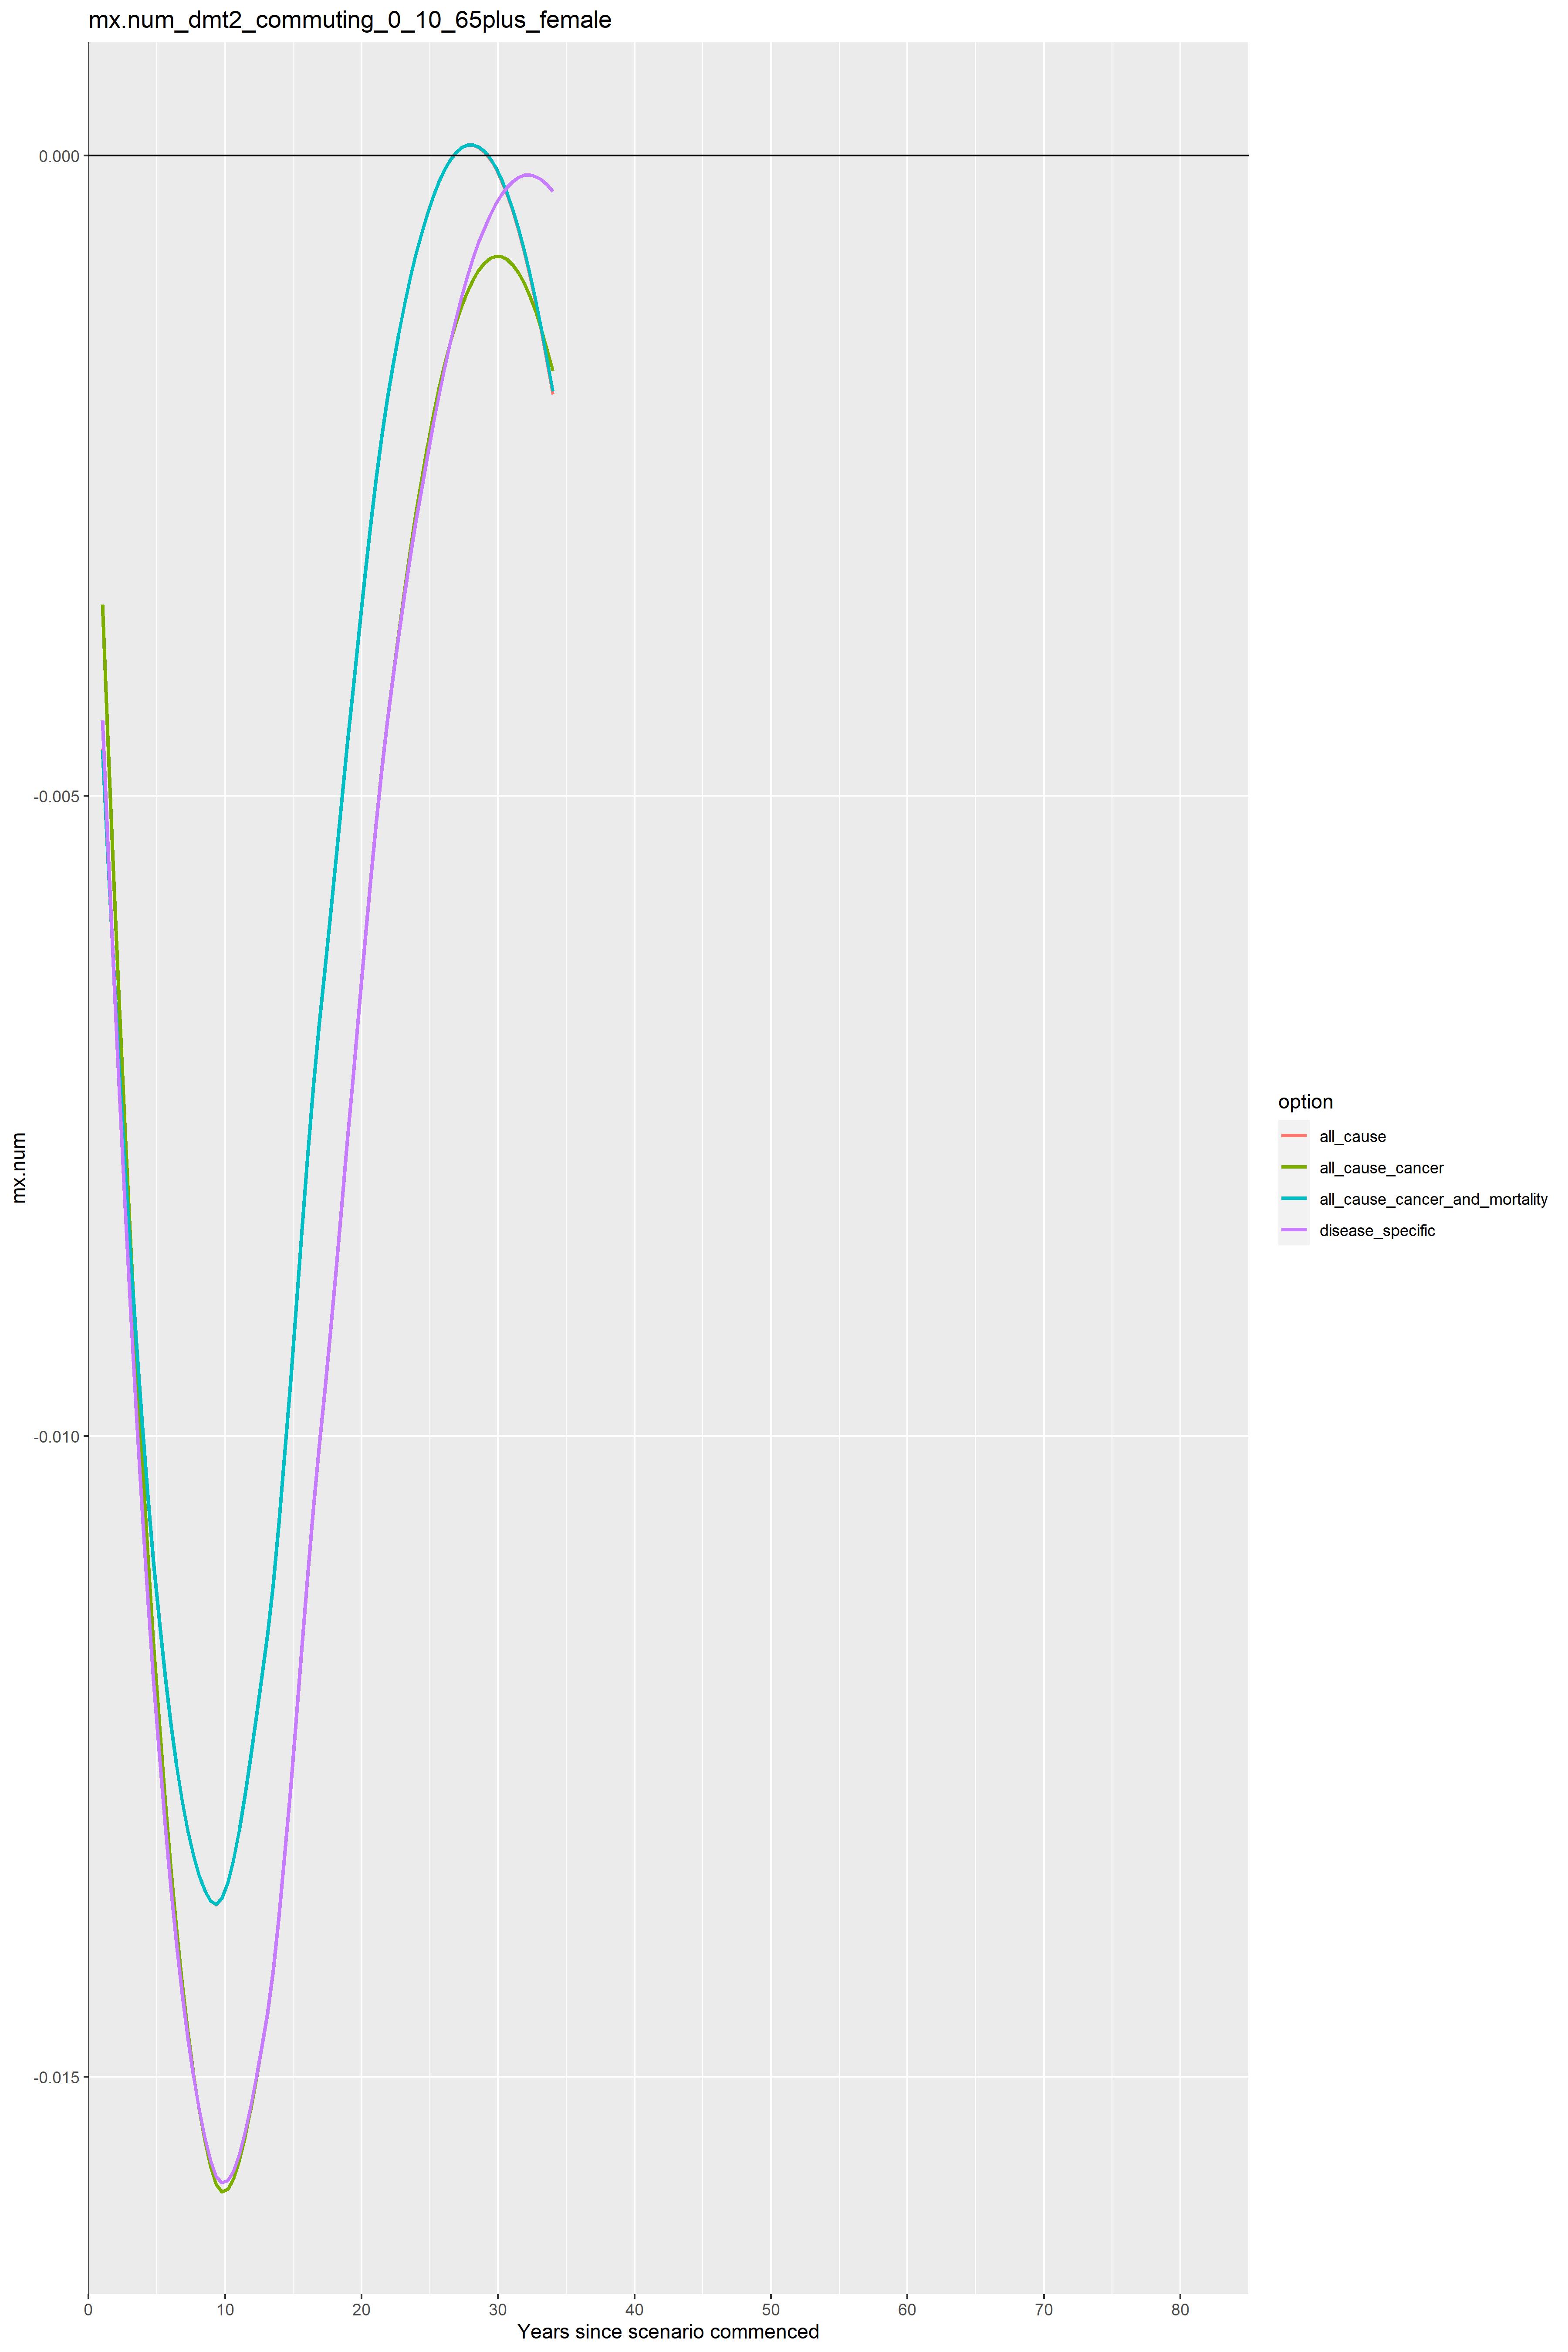 mx.num_dmt2_commuting_0_10_65plus_female
0.000
-0.005
-0.010
-0.015
mx.num
0 10 20 30 40 50 60 70 80
Years since scenario commenced
option
all_cause
all_cause_cancer
all_cause_cancer_and_mortality
disease_specific